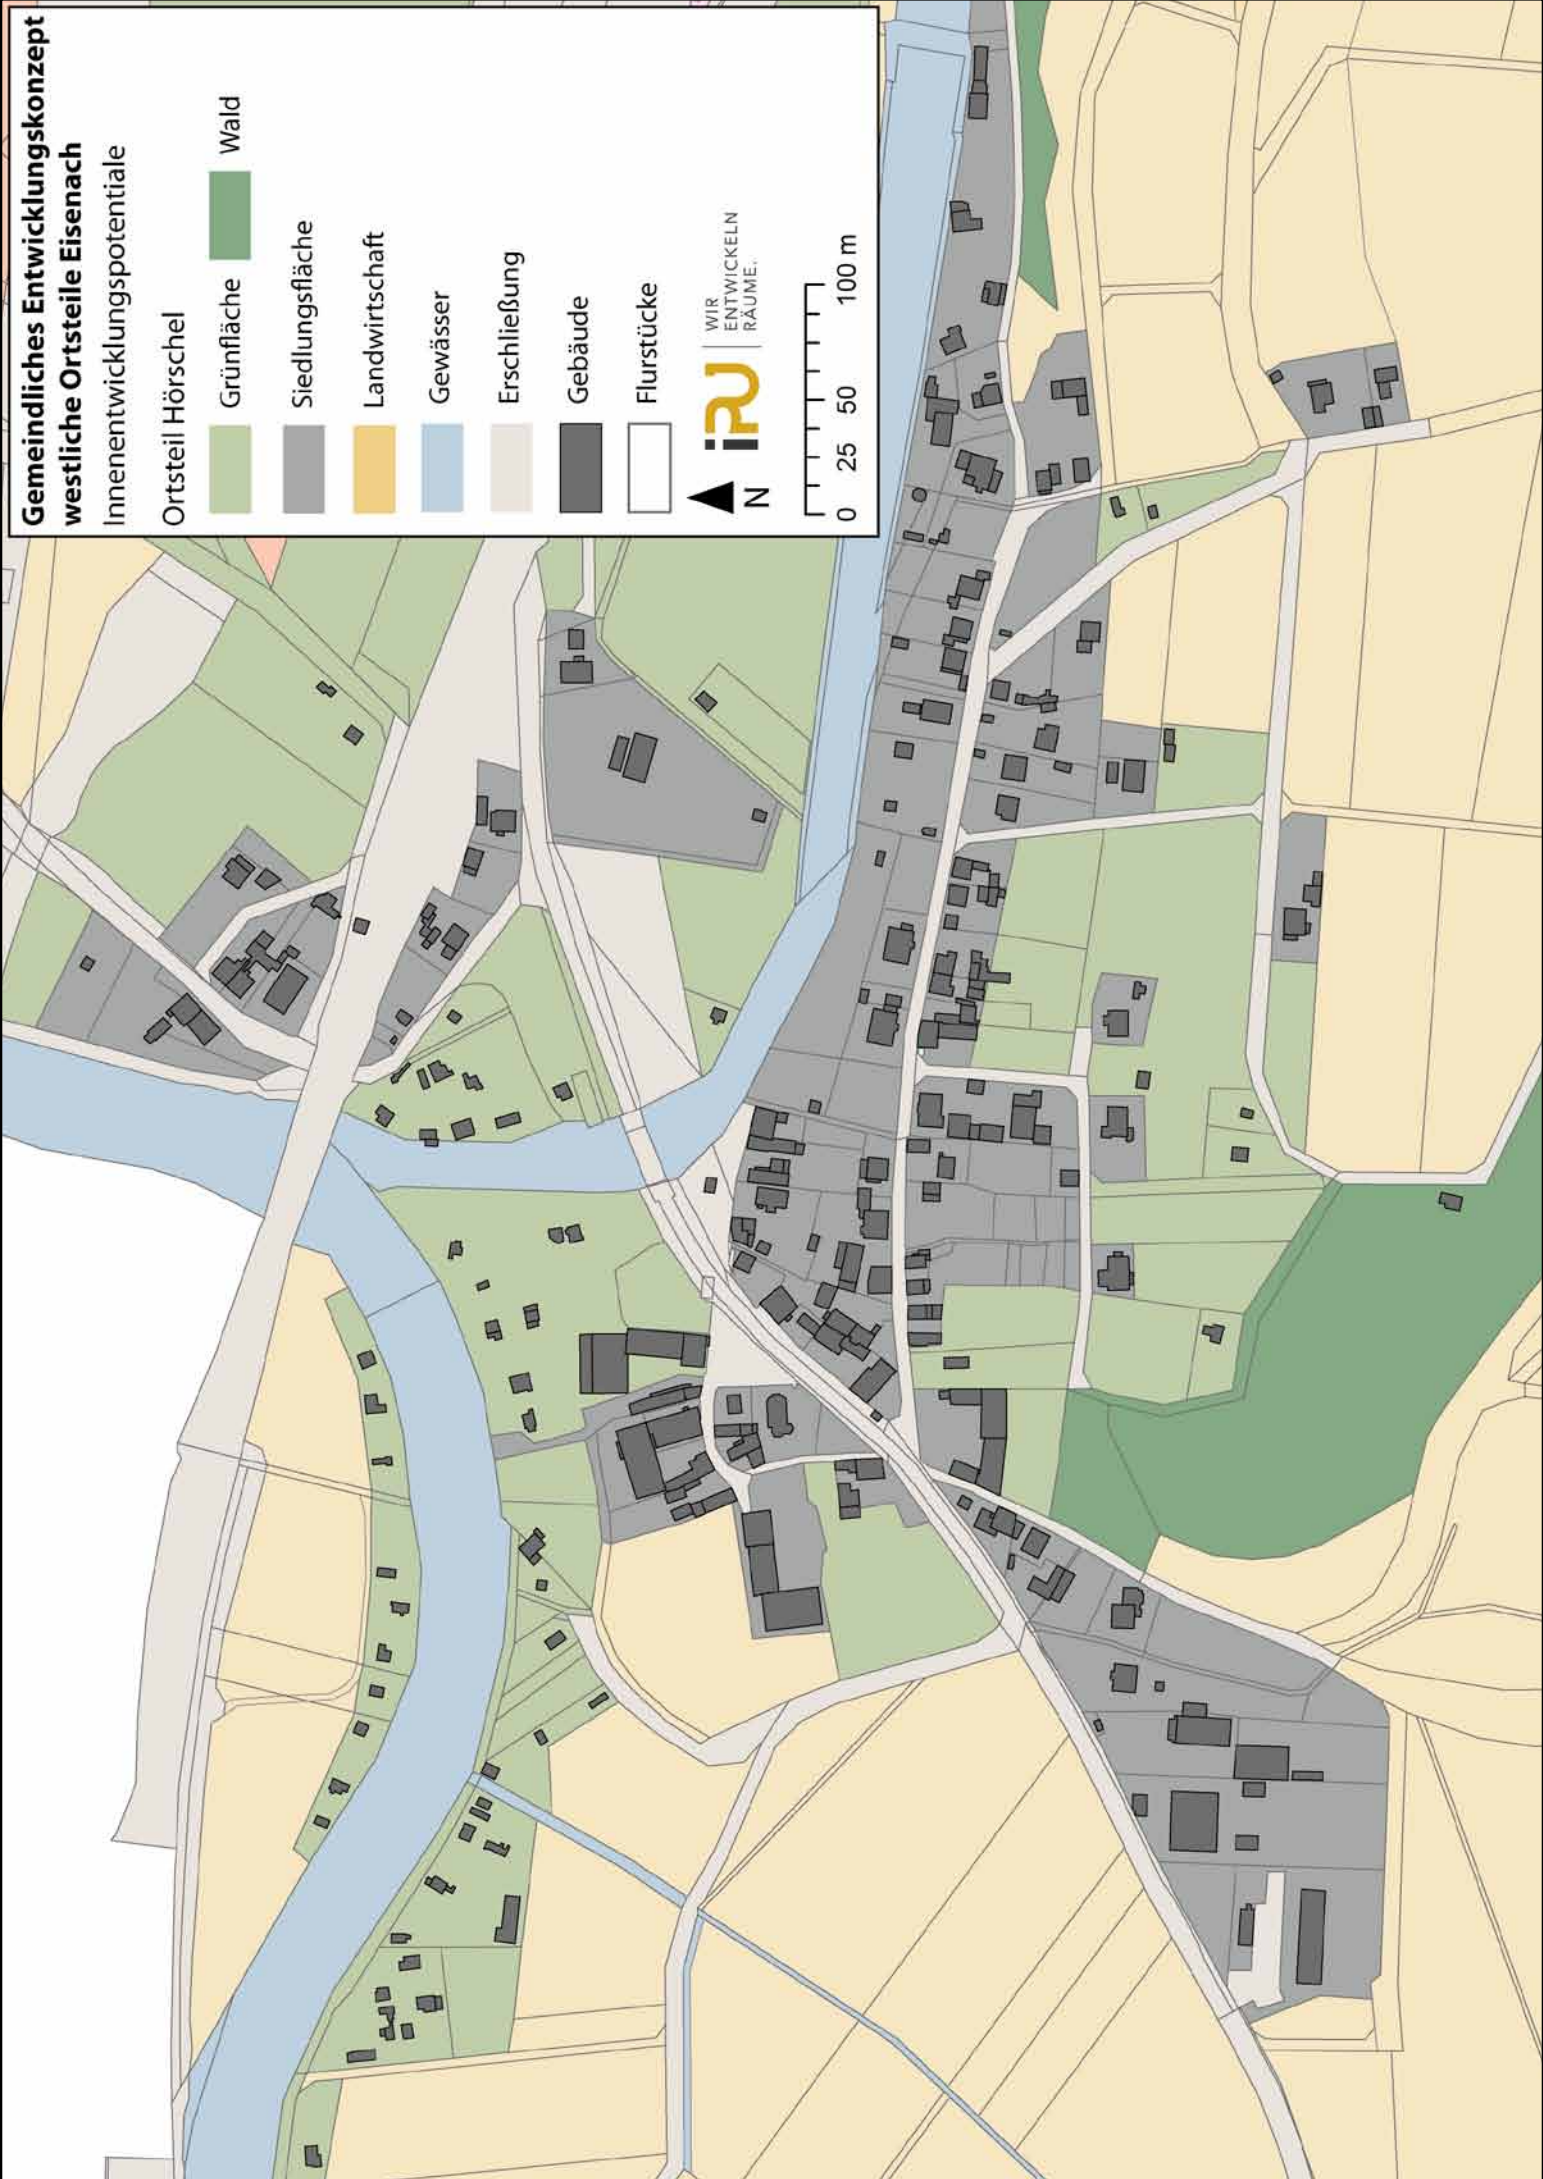 Gemeindliches Entwicklungskonzept
westliche Ortsteile Eisenach
Innenentwicklungspotentiale
Ortsteil Hörschel
Grünfläche
Wald
Siedlungsfläche
Landwirtschaft
Gewässer
Erschließung
Gebäude
Flurstücke
N
iRU
WIR
ENTWICKELN
RÄUME.
0 25 50 100 m